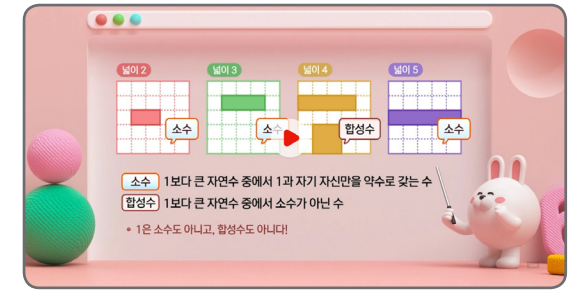 넓이 2 넓이 3 넓이 4 넓이 5
소수 소수 합성수 소수
소수 1보다 큰 자연수 중에서 1과 자기 자신만을 약수로 갖는 수
합성수 1보다 큰 자연수 중에서 소수가 아닌 수
• 1은 소수도 아니고, 합성수도 아니다!